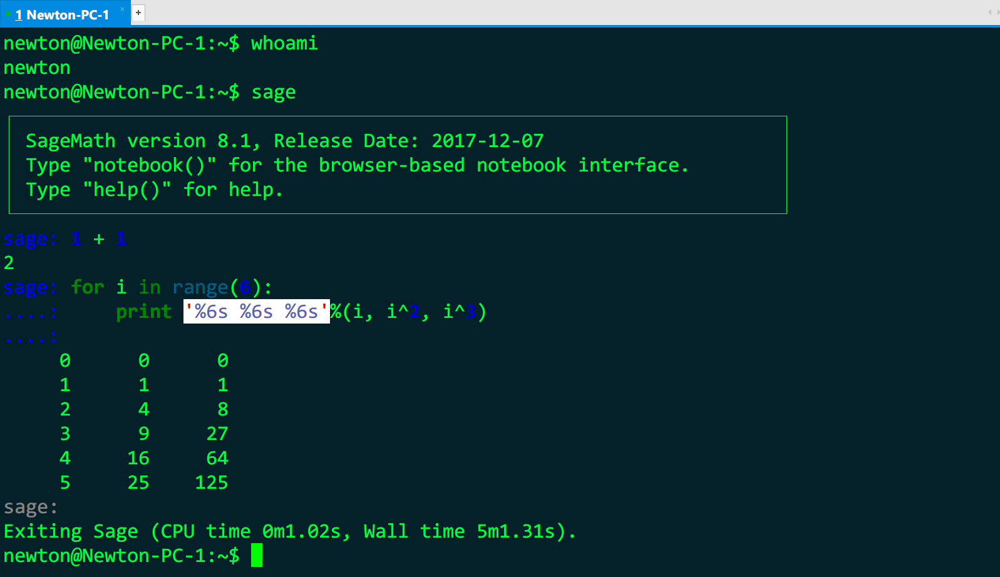 1 Newton-PC-1 × +
newton@Newton-PC-1:~$ whoami
newton
newton@Newton-PC-1:~$ sage
SageMath version 8.1, Release Date: 2017-12-07
Type "notebook()" for the browser-based notebook interface.
Type "help()" for help.
sage: 1 + 1
2
sage: for i in range(6):
....:     print '%6s %6s %6s'%(i, i^2, i^3)
....:
     0      0      0
     1      1      1
     2      4      8
     3      9     27
     4     16     64
     5     25    125
sage:
Exiting Sage (CPU time 0m1.02s, Wall time 5m1.31s).
newton@Newton-PC-1:~$